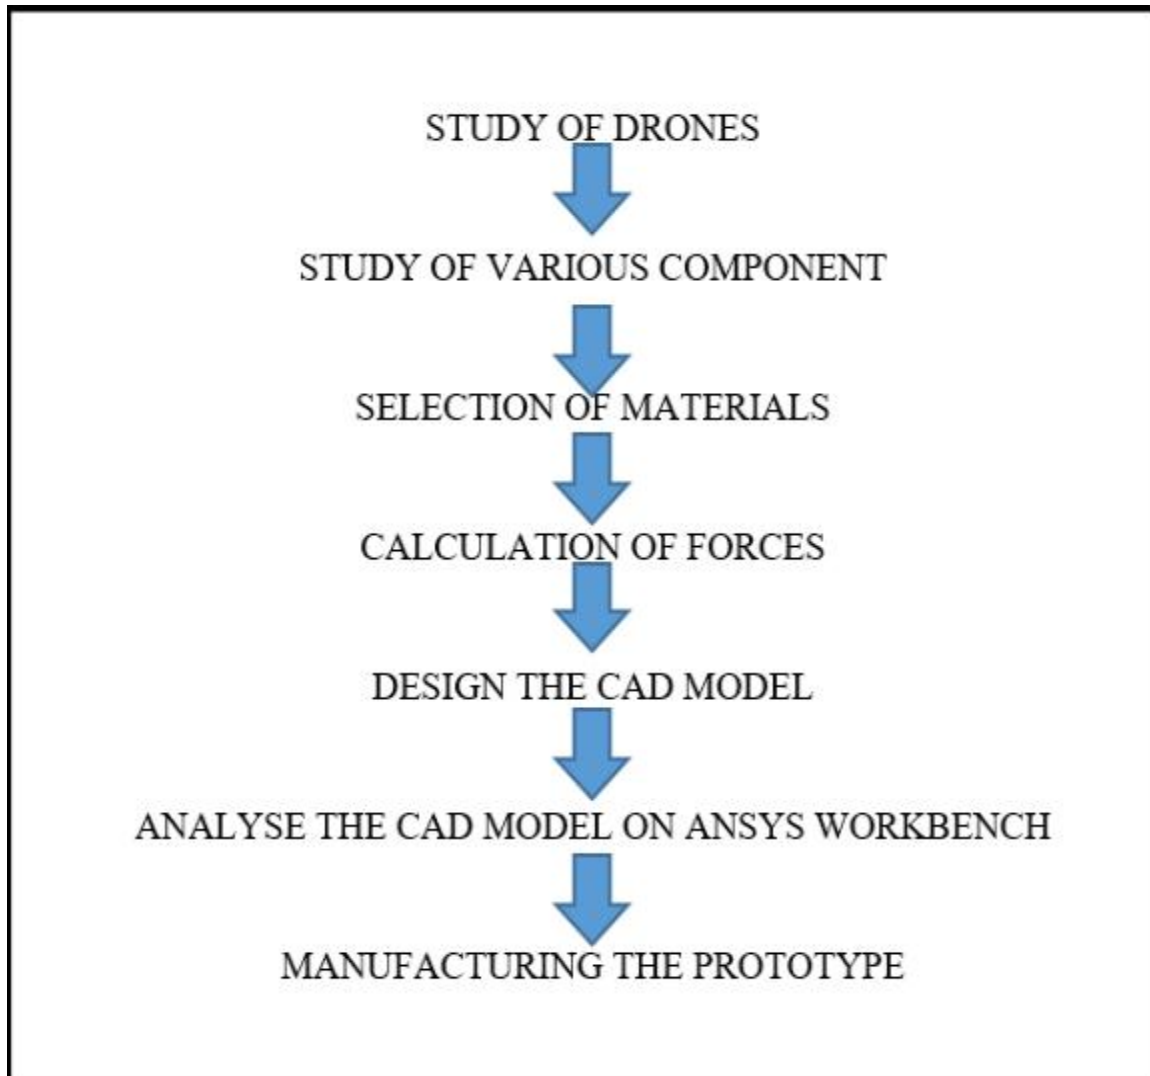 STUDY OF DRONES
STUDY OF VARIOUS COMPONENT
SELECTION OF MATERIALS
CALCULATION OF FORCES
DESIGN THE CAD MODEL
ANALYSE THE CAD MODEL ON ANSYS WORKBENCH
MANUFACTURING THE PROTOTYPE